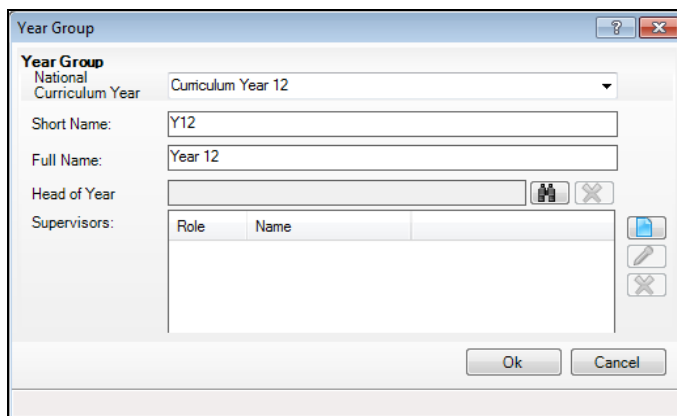 Year Group
Year Group
National
Curriculum Year
Curriculum Year 12
Short Name:
Y12
Full Name:
Year 12
Head of Year
Supervisors:
Role Name
Ok Cancel